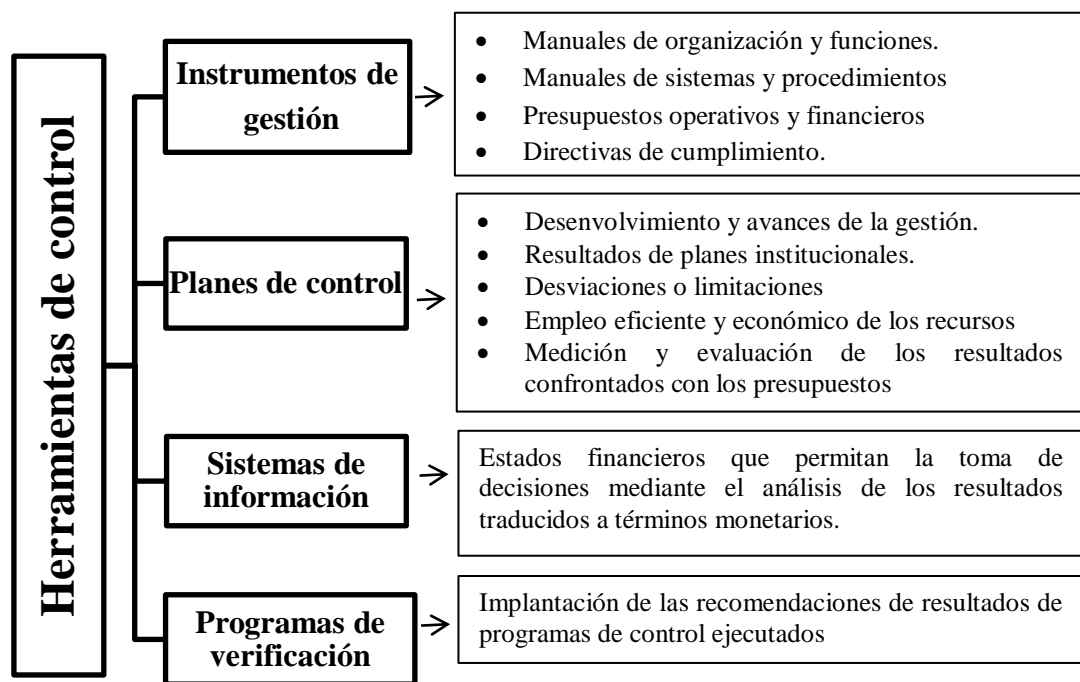 Herramientas de control
Instrumentos de
gestión
• Manuales de organización y funciones.
• Manuales de sistemas y procedimientos
• Presupuestos operativos y financieros
• Directivas de cumplimiento.
Planes de control
• Desenvolvimiento y avances de la gestión.
• Resultados de planes institucionales.
• Desviaciones o limitaciones
• Empleo eficiente y económico de los recursos
• Medición y evaluación de los resultados
confrontados con los presupuestos
Sistemas de
información
Estados financieros que permitan la toma de
decisiones mediante el análisis de los resultados
traducidos a términos monetarios.
Programas de
verificación
Implantación de las recomendaciones de resultados de
programas de control ejecutados